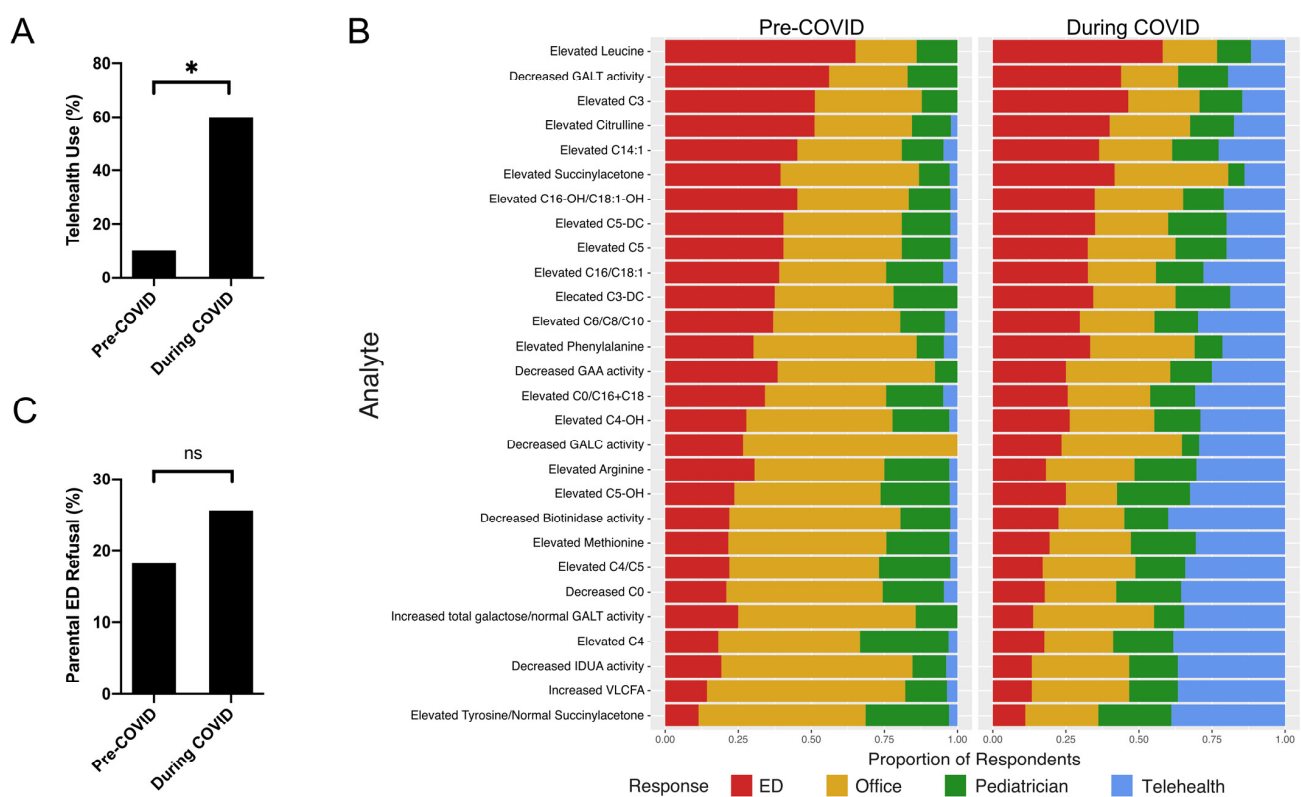 A
80
60
40
20
0
Telehealth Use (%)
*
Pre-COVID
During COVID
B
Pre-COVID
During COVID
Analyte
Elevated Leucine
Decreased GALT activity
Elevated C3
Elevated Citrulline
Elevated C14:1
Elevated Succinylacetone
Elevated C16-OH/C18:1-OH
Elevated C5-DC
Elevated C5
Elevated C16/C18:1
Elecated C3-DC
Elevated C6/C8/C10
Elevated Phenylalanine
Decreased GAA activity
Elevated C0/C16+C18
Elevated C4-OH
Decreased GALC activity
Elevated Arginine
Elevated C5-OH
Decreased Biotinidase activity
Elevated Methionine
Elevated C4/C5
Decreased C0
Increased total galactose/normal GALT activity
Elevated C4
Decreased IDUA activity
Increased VLCFA
Elevated Tyrosine/Normal Succinylacetone
0.00 0.25 0.50 0.75 1.00
0.00 0.25 0.50 0.75 1.00
Proportion of Respondents
Response ED Office Pediatrician Telehealth
C
30
20
10
0
Parental ED Refusal (%)
ns
Pre-COVID
During COVID